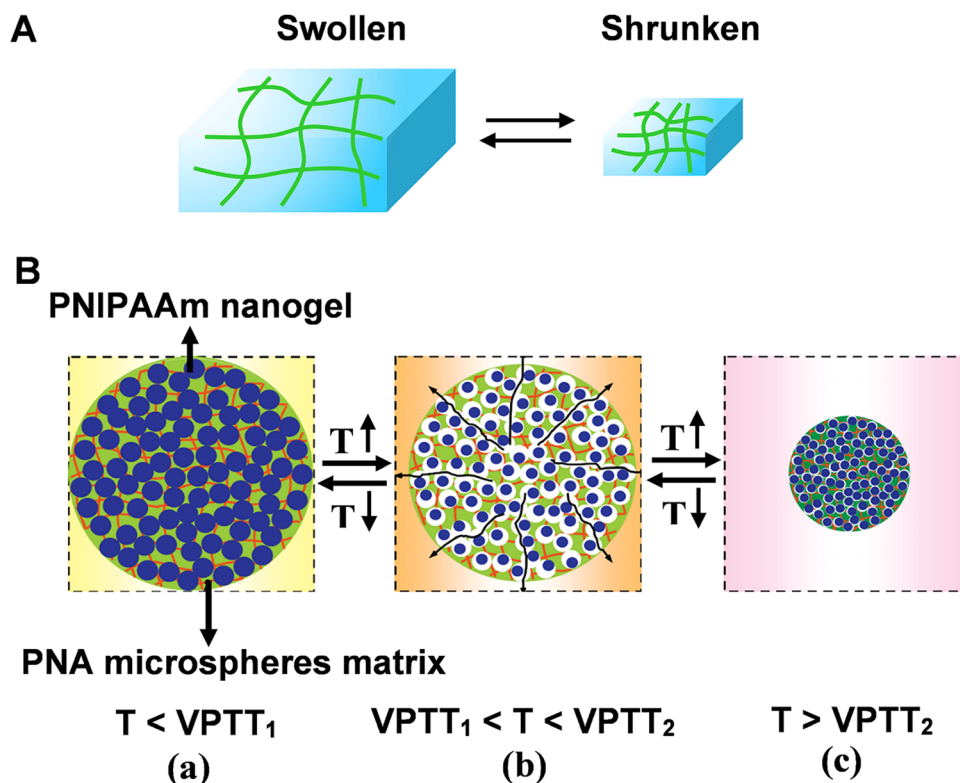 A
Swollen
Shrunken
B
PNIPAAm nanogel
T↑
T↓
T↑
T↓
PNA microspheres matrix
T < VPTT₁
VPTT₁ < T < VPTT₂
T > VPTT₂
(a)
(b)
(c)